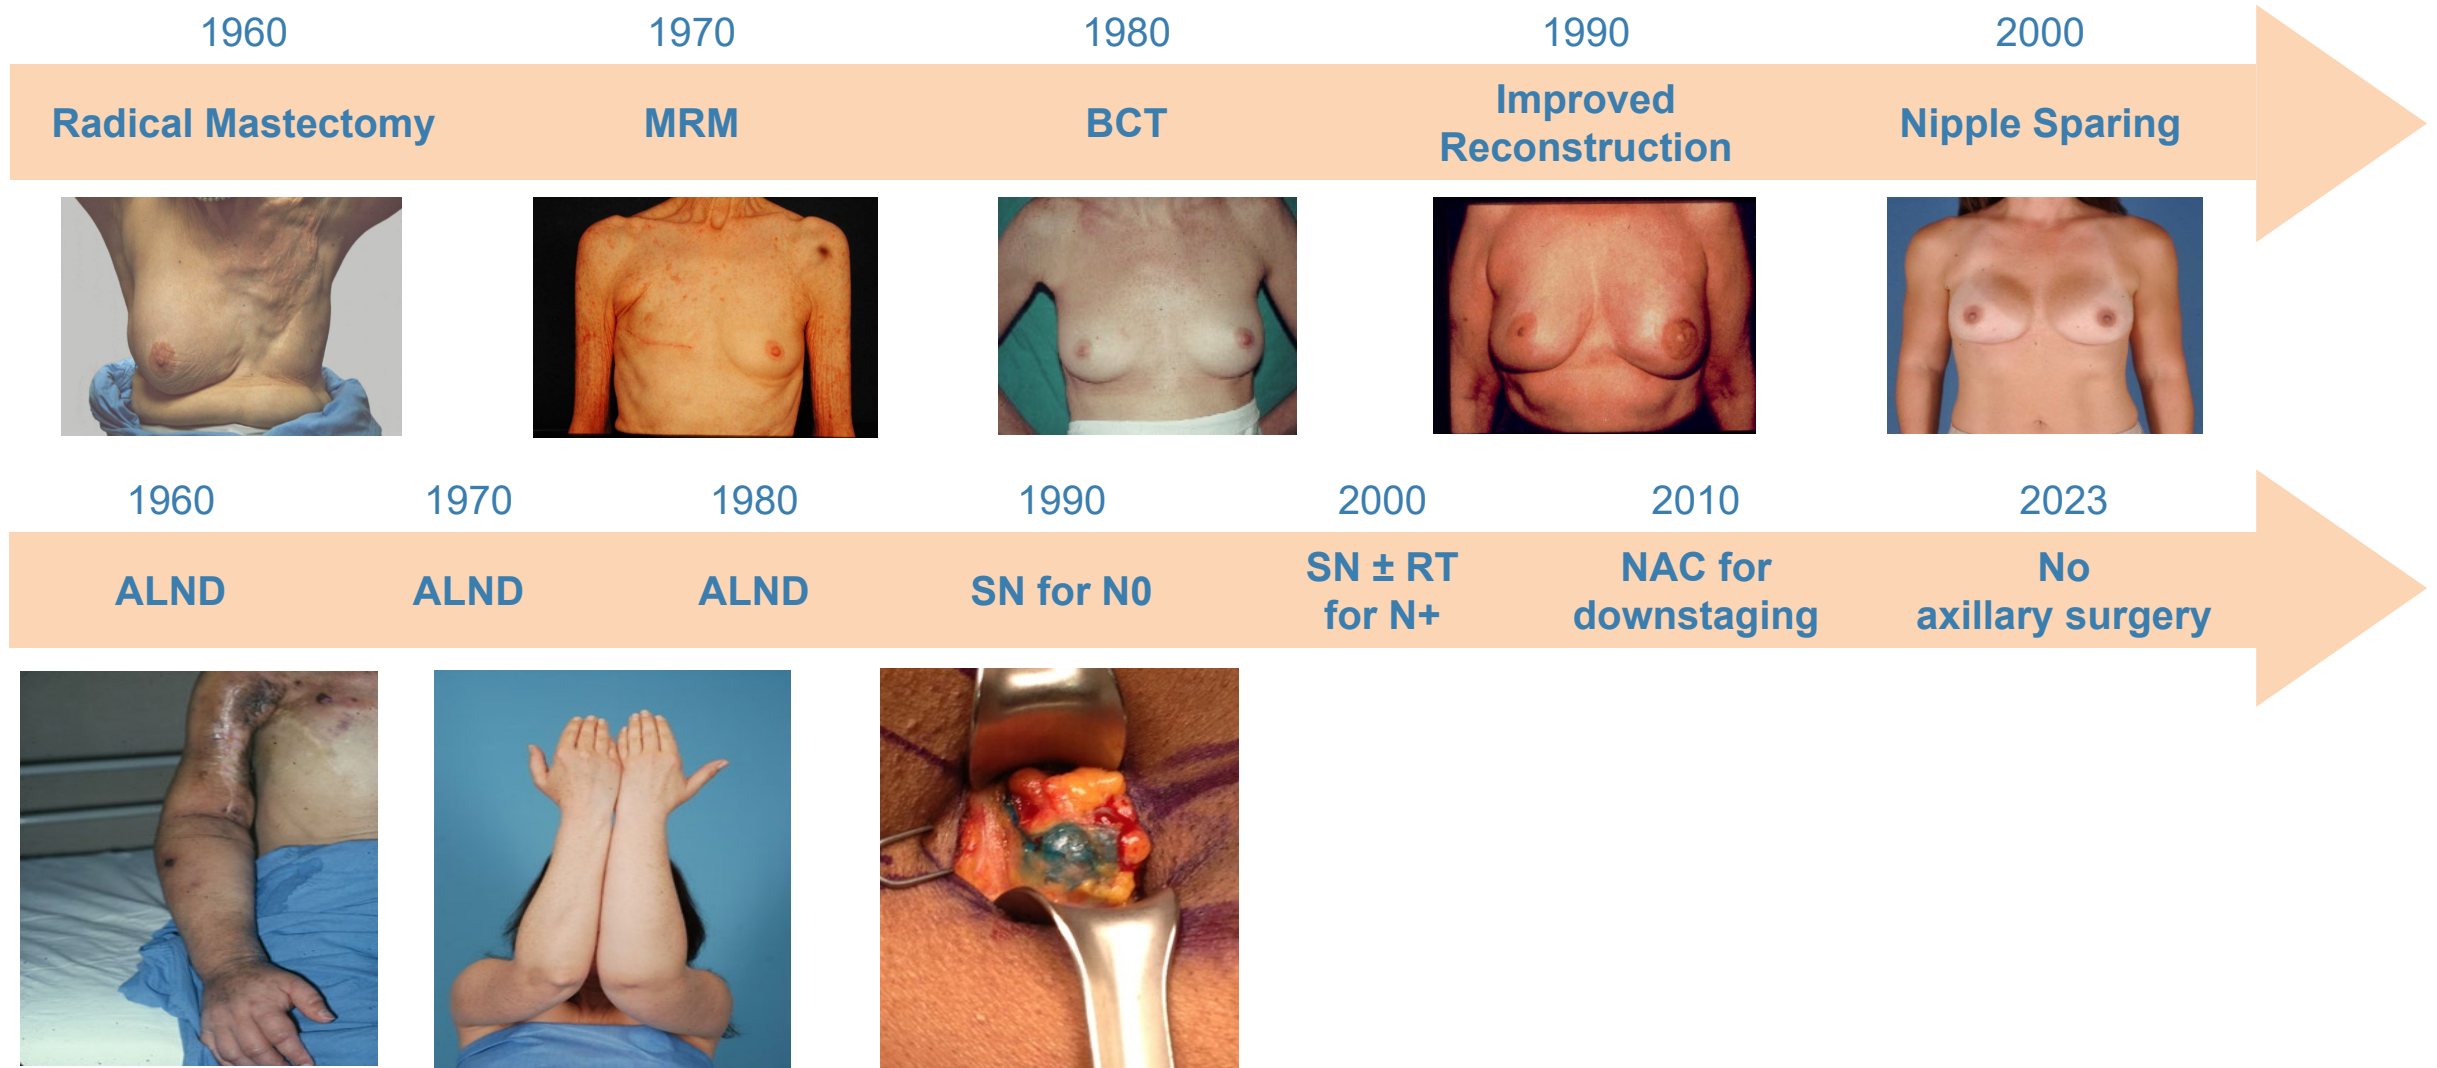 1960 1970 1980 1990 2000
Radical Mastectomy MRM BCT Improved Reconstruction Nipple Sparing
1960 1970 1980 1990 2000 2010 2023
ALND ALND ALND SN for N0 SN ± RT for N+ NAC for downstaging No axillary surgery